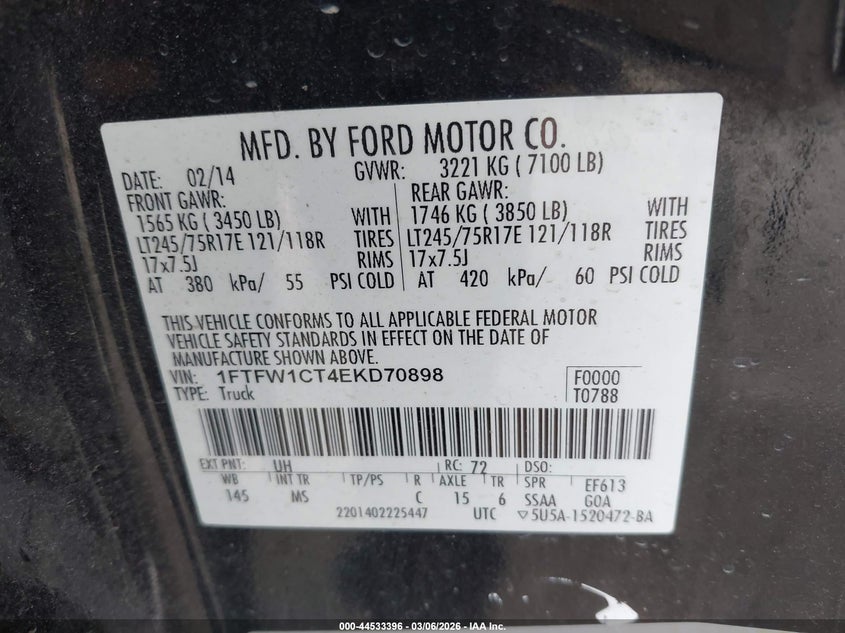 MFD. BY FORD MOTOR CO.
DATE: 02/14 GVWR: 3221 KG ( 7100 LB)
FRONT GAWR: REAR GAWR:
1565 KG ( 3450 LB) WITH 1746 KG ( 3850 LB) WITH
LT245/75R17E 121/118R TIRES LT245/75R17E 121/118R TIRES
17x7.5J RIMS 17x7.5J RIMS
AT 380 kPa/ 55 PSI COLD AT 420 kPa/ 60 PSI COLD
THIS VEHICLE CONFORMS TO ALL APPLICABLE FEDERAL MOTOR
VEHICLE SAFETY STANDARDS IN EFFECT ON THE DATE OF
MANUFACTURE SHOWN ABOVE.
VIN: 1FTFW1CT4EKD70898 F0000
TYPE: Truck T0788
EXT PNT: UH RC: 72 DSO:
WB INT TR TP/PS R AXLE TR SPR EF613
145 MS C 15 6 SSAA GOA
2201402225447 UTC ▽5U5A-1520472-BA
000-44533396 - 03/06/2026 - IAA Inc.